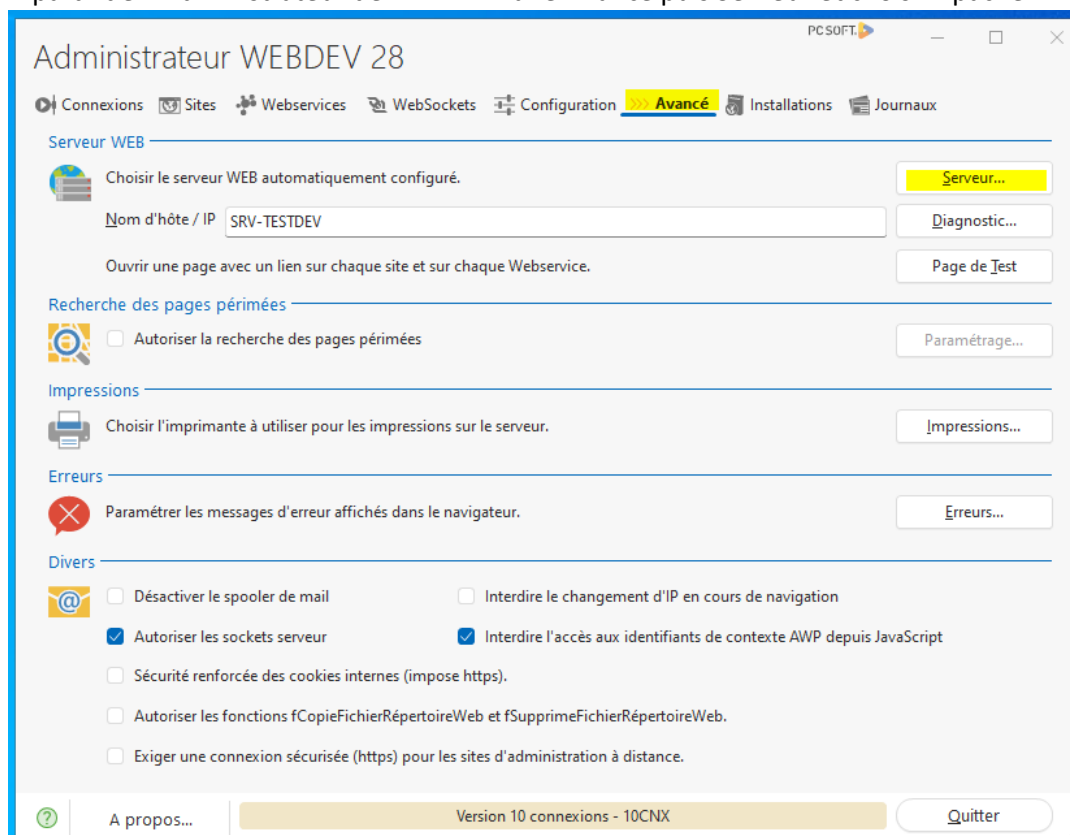 PC SOFT
Administrateur WEBDEV 28
Connexions Sites Webservices WebSockets Configuration >>> Avancé Installations Journaux
Serveur WEB
Choisir le serveur WEB automatiquement configuré. Serveur...
Nom d'hôte / IP SRV-TESTDEV Diagnostic...
Ouvrir une page avec un lien sur chaque site et sur chaque Webservice. Page de Test
Recherche des pages périmées
Autoriser la recherche des pages périmées Paramétrage...
Impressions
Choisir l'imprimante à utiliser pour les impressions sur le serveur. Impressions...
Erreurs
Paramétrer les messages d'erreur affichés dans le navigateur. Erreurs...
Divers
Désactiver le spooler de mail Interdire le changement d'IP en cours de navigation
Autoriser les sockets serveur Interdire l'accès aux identifiants de contexte AWP depuis JavaScript
Sécurité renforcée des cookies internes (impose https).
Autoriser les fonctions fCopieFichierRépertoireWeb et fSupprimeFichierRépertoireWeb.
Exiger une connexion sécurisée (https) pour les sites d'administration à distance.
? A propos... Version 10 connexions - 10CNX Quitter